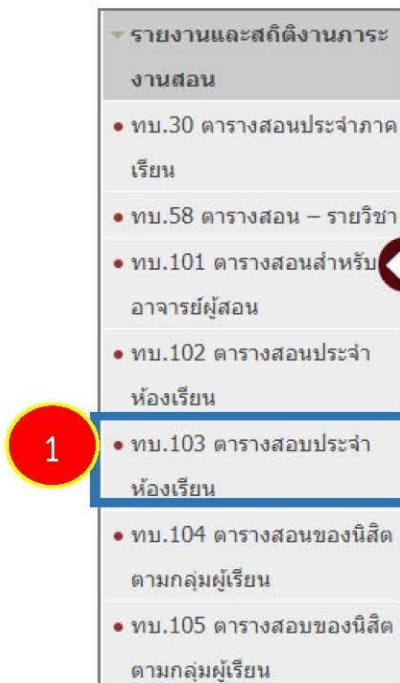 รายงานและสถิติงานภาระ
งานสอน
ทบ.30 ตารางสอนประจำภาค
เรียน
ทบ.58 ตารางสอน – รายวิชา
ทบ.101 ตารางสอนสำหรับ
อาจารย์ผู้สอน
ทบ.102 ตารางสอนประจำ
ห้องเรียน
1
ทบ.103 ตารางสอบประจำ
ห้องเรียน
ทบ.104 ตารางสอนของนิสิต
ตามกลุ่มผู้เรียน
ทบ.105 ตารางสอบของนิสิต
ตามกลุ่มผู้เรียน